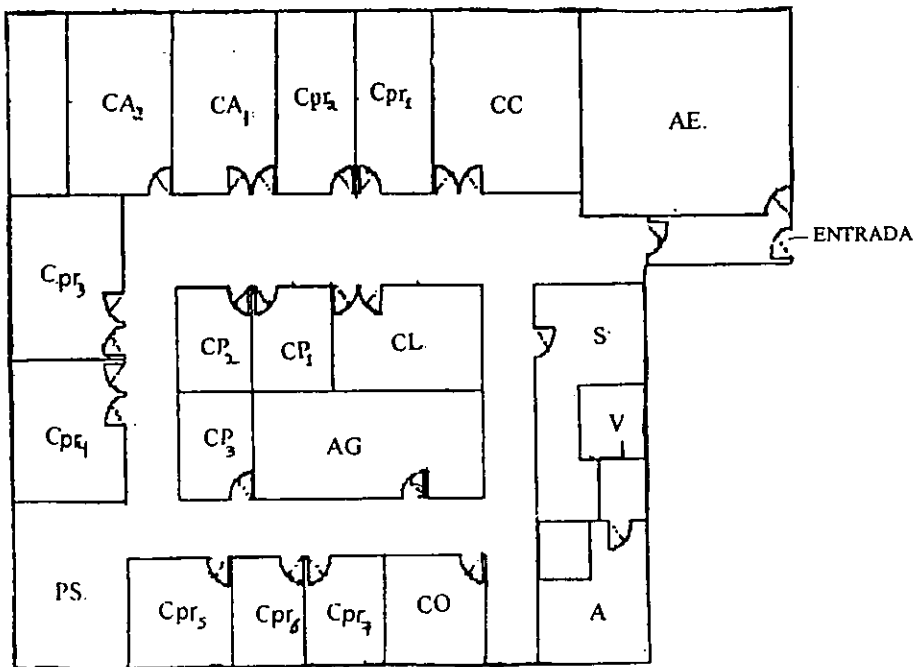 CA₂
CA₁
Cpr₂
Cpr₁
CC
AE.
ENTRADA
Cpr₃
CP₂
CP₁
CL
S
Cpr₄
CP₃
AG
V
PS.
Cpr₅
Cpr₆
Cpr₇
CO
A